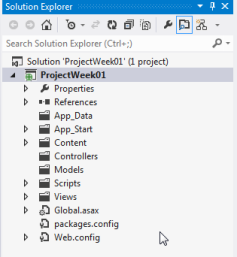 Solution Explorer
Search Solution Explorer (Ctrl+;)
Solution 'ProjectWeek01' (1 project)
ProjectWeek01
Properties
References
App_Data
App_Start
Content
Controllers
Models
Scripts
Views
Global.asax
packages.config
Web.config